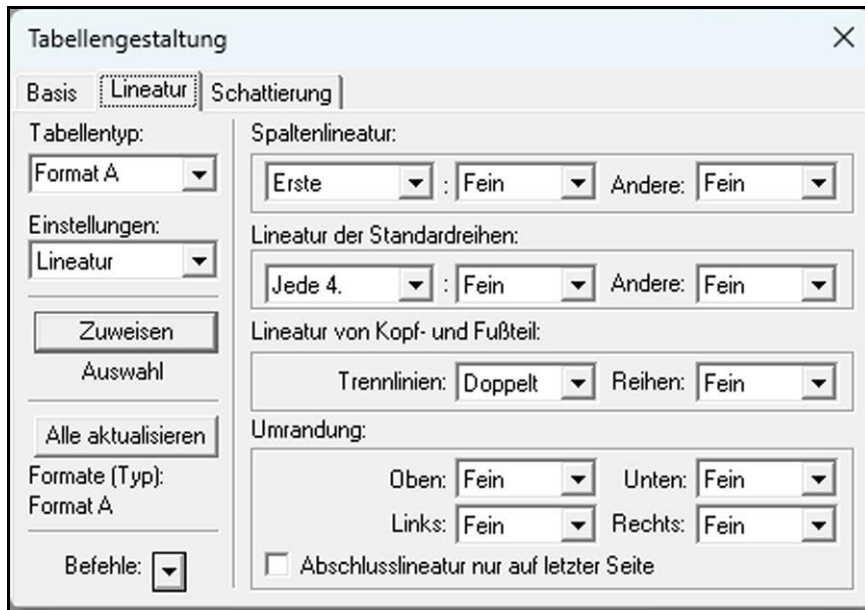 Tabellengestaltung
Basis Lineatur Schattierung
Tabellentyp:
Format A
Einstellungen:
Lineatur
Zuweisen
Auswahl
Alle aktualisieren
Formate (Typ):
Format A
Befehle:
Spaltenlineatur:
Erste : Fein Andere: Fein
Lineatur der Standardreihen:
Jede 4. : Fein Andere: Fein
Lineatur von Kopf- und Fußteil:
Trennlinien: Doppelt Reihen: Fein
Umrandung:
Oben: Fein Unten: Fein
Links: Fein Rechts: Fein
Abschlusslineatur nur auf letzter Seite